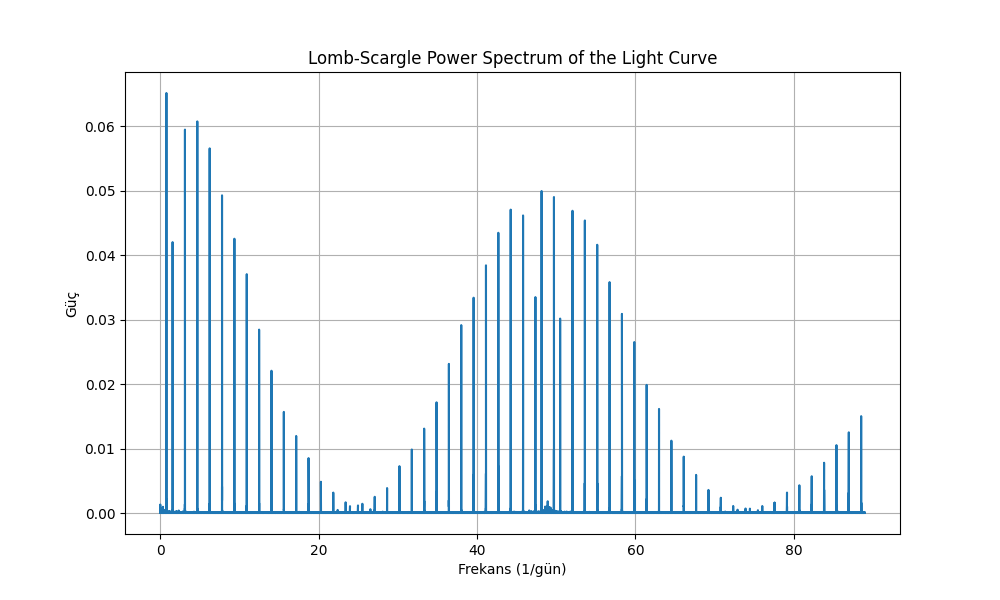 Lomb-Scargle Power Spectrum of the Light Curve
Güç
0.06
0.05
0.04
0.03
0.02
0.01
0.00
0 20 40 60 80
Frekans (1/gün)